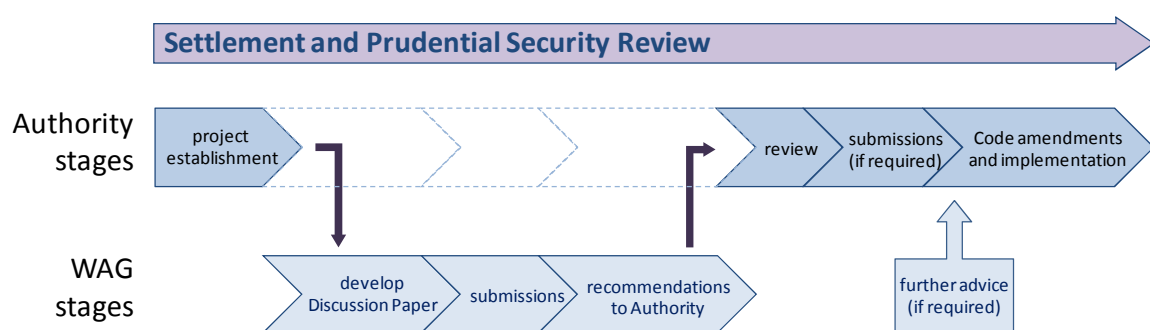 Settlement and Prudential Security Review
Authority
stages
project
establishment
review
submissions
(if required)
Code amendments
and implementation
WAG
stages
develop
Discussion Paper
submissions
recommendations
to Authority
further advice
(if required)